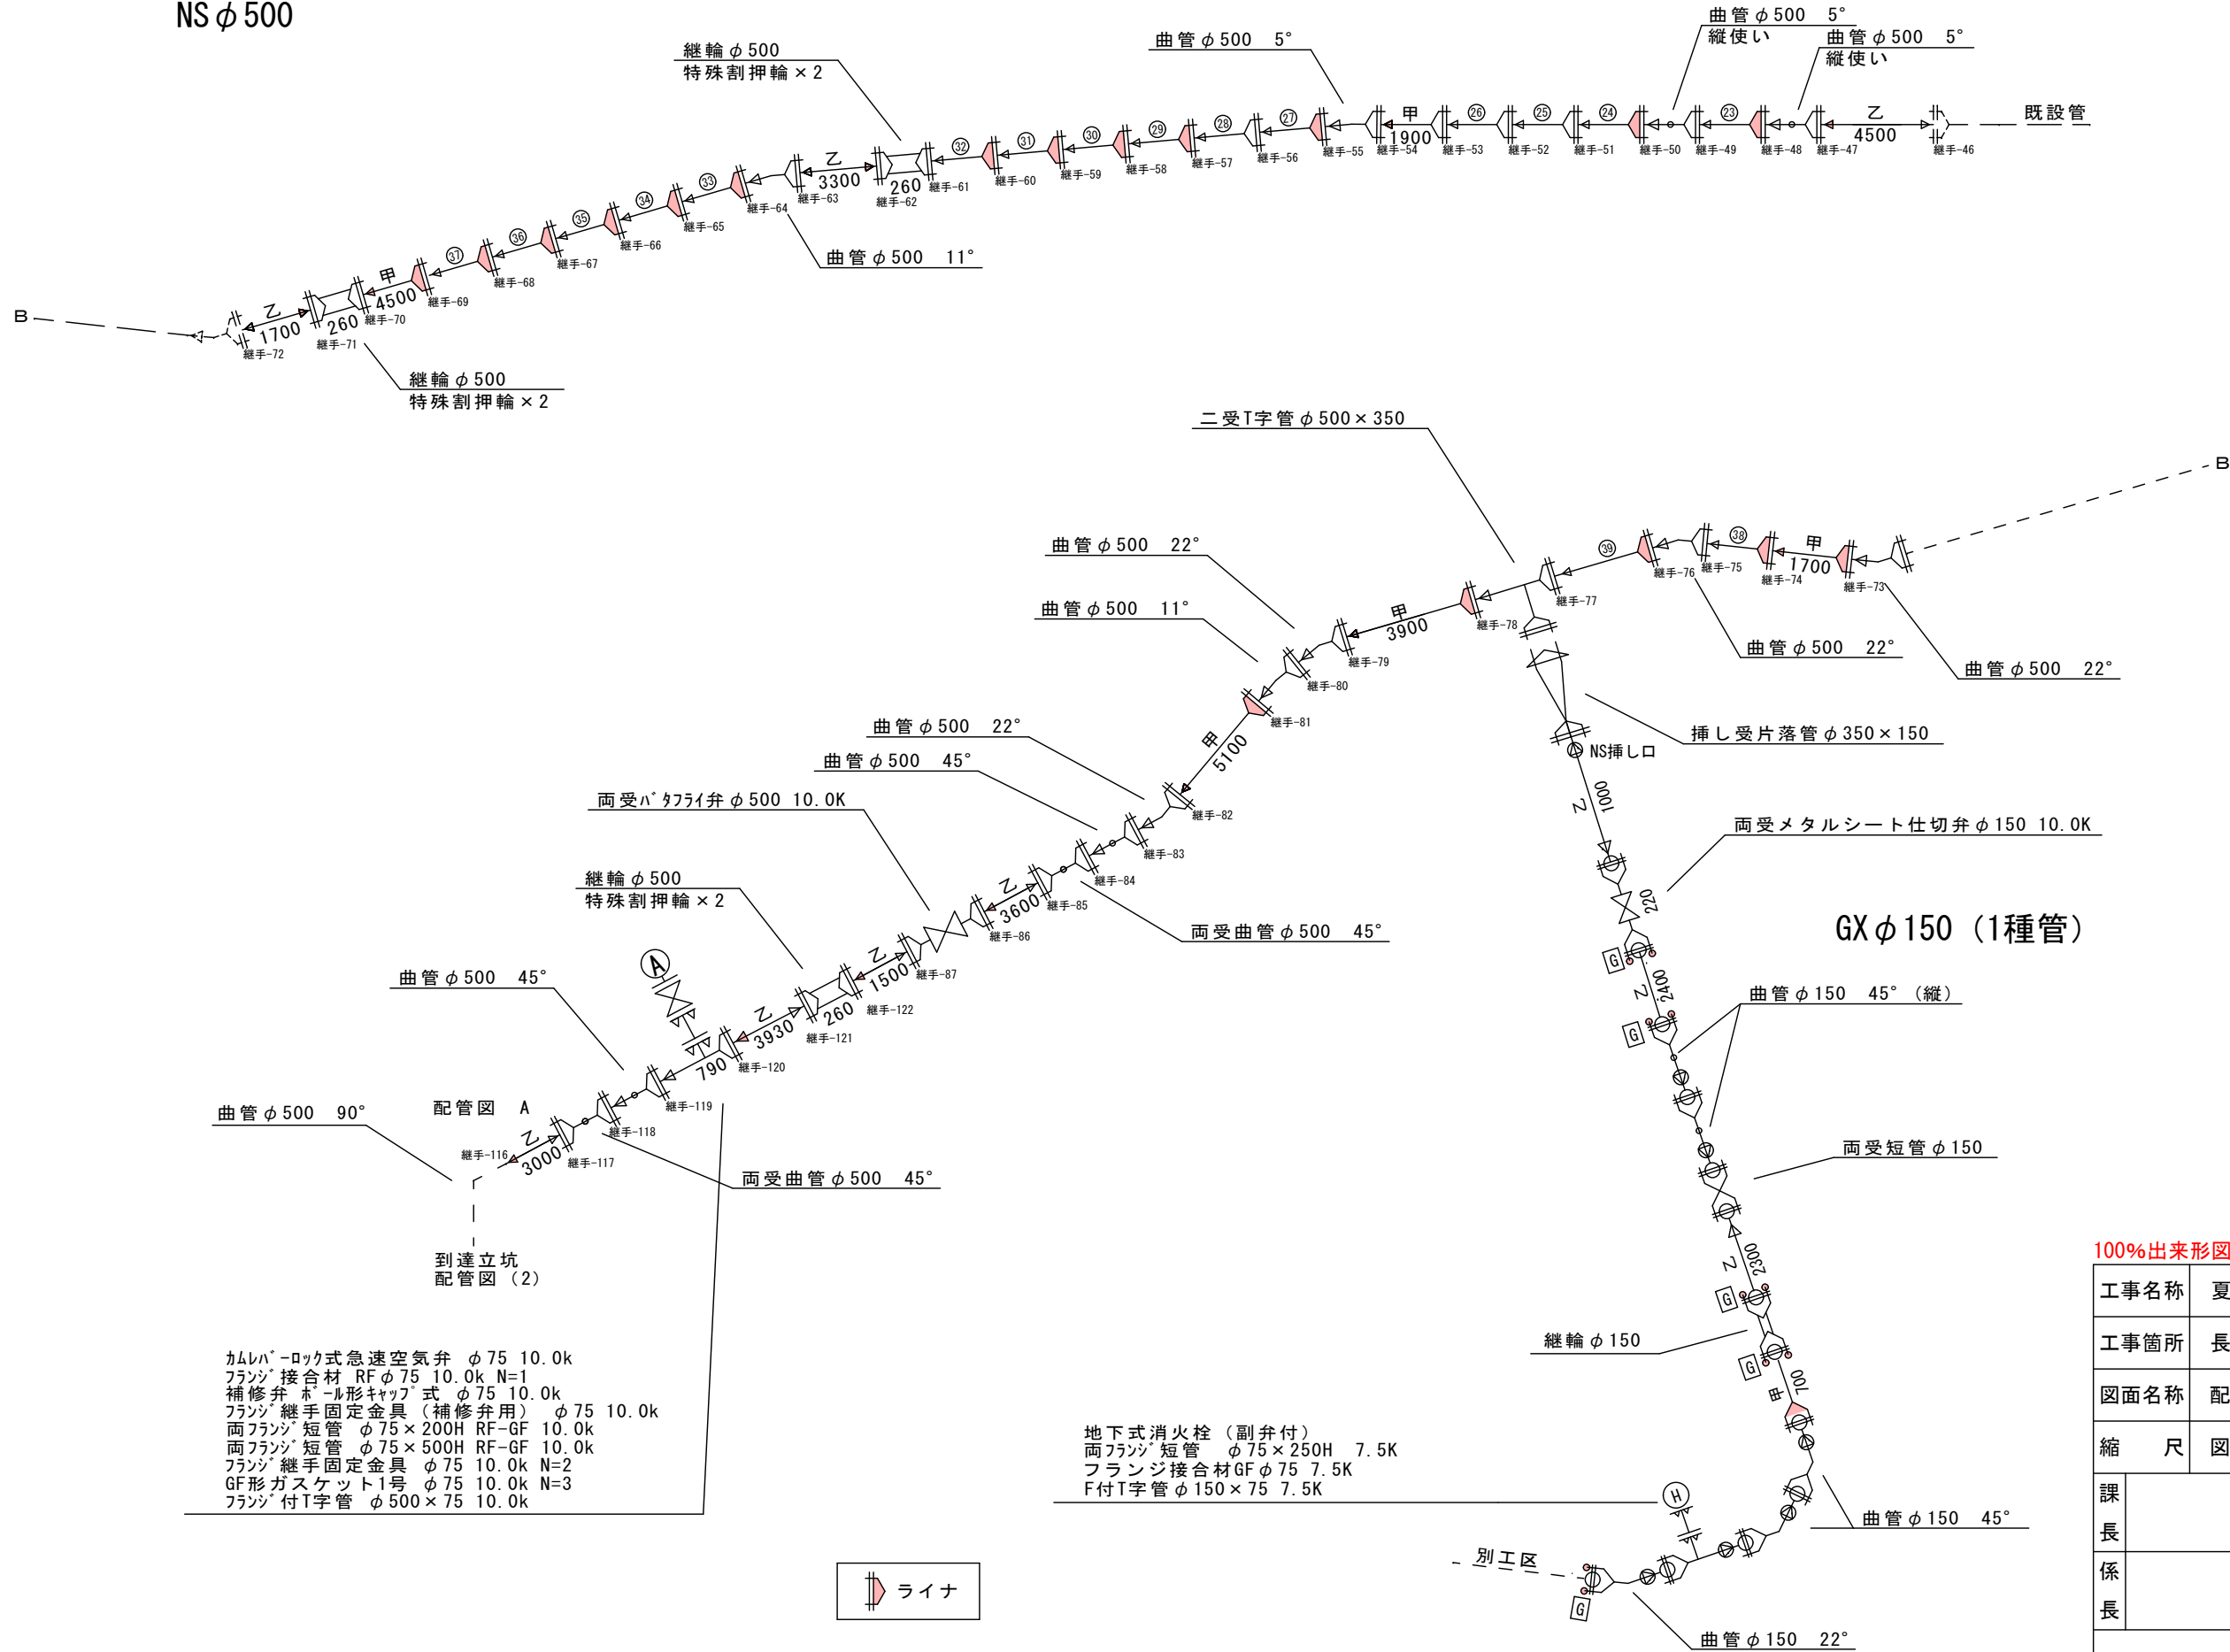 NSφ500
継輪φ500
特殊割押輪×2
曲管φ500 5°
曲管φ500 5°
縦使い
曲管φ500 5°
縦使い
既設管
乙
4500
甲
1900
㉓
㉔
㉕
㉖
㉗
㉘
㉙
㉚
㉛
㉜
260
乙
3300
㉝
㉞
㉟
㊱
㊲
甲
4500
260
乙
1700
継手-46
継手-47
継手-48
継手-49
継手-50
継手-51
継手-52
継手-53
継手-54
継手-55
継手-56
継手-57
継手-58
継手-59
継手-60
継手-61
継手-62
継手-63
継手-64
継手-65
継手-66
継手-67
継手-68
継手-69
継手-70
継手-71
継手-72
曲管φ500 11°
B
継輪φ500
特殊割押輪×2
二受T字管φ500×350
B
曲管φ500 22°
曲管φ500 11°
㊴
㊳
甲
1700
継手-73
継手-74
継手-75
継手-76
継手-77
継手-78
継手-79
継手-80
継手-81
継手-82
継手-83
継手-84
継手-85
継手-86
継手-87
継手-122
継手-121
継手-120
継手-119
継手-118
継手-117
継手-116
甲
3900
曲管φ500 22°
曲管φ500 22°
挿し受片落管φ350×150
NS挿し口
甲
5100
曲管φ500 22°
曲管φ500 45°
両受バタフライ弁φ500 10.0K
継輪φ500
特殊割押輪×2
乙
3600
両受曲管φ500 45°
乙
1500
260
乙
3930
790
A
曲管φ500 45°
配管図 A
曲管φ500 90°
乙
3000
両受曲管φ500 45°
到達立坑
配管図(2)
乙
1000
両受メタルシート仕切弁φ150 10.0K
220
GXφ150(1種管)
G
乙
2400
G
曲管φ150 45°(縦)
両受短管φ150
乙
2300
G
継輪φ150
G
甲
700
曲管φ150 45°
カムレバーロック式急速空気弁 φ75 10.0k
フランジ接合材 RFφ75 10.0k N=1
補修弁 ボール形キャップ式 φ75 10.0k
フランジ継手固定金具(補修弁用) φ75 10.0k
両フランジ短管 φ75×200H RF-GF 10.0k
両フランジ短管 φ75×500H RF-GF 10.0k
フランジ継手固定金具 φ75 10.0k N=2
GF形ガスケット1号 φ75 10.0k N=3
フランジ付T字管 φ500×75 10.0k
地下式消火栓(副弁付)
両フランジ短管 φ75×250H 7.5K
フランジ接合材GFφ75 7.5K
F付T字管φ150×75 7.5K
H
別工区
G
曲管φ150 22°
ライナ
100%出来形図
工事名称 夏
工事箇所 長
図面名称 配
縮 尺 図
課
長
係
長